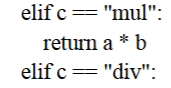 elif c == "mul":
return a * b
elif c == "div":